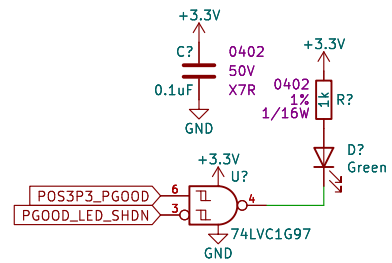 +3.3V
C? 0402
50V
0.1uF X7R
GND
+3.3V
0402
1%
1/16W
1k
R?
D?
Green
+3.3V
U?
POS3P3_PGOOD 6
PGOOD_LED_SHDN 3
4
74LVC1G97
GND